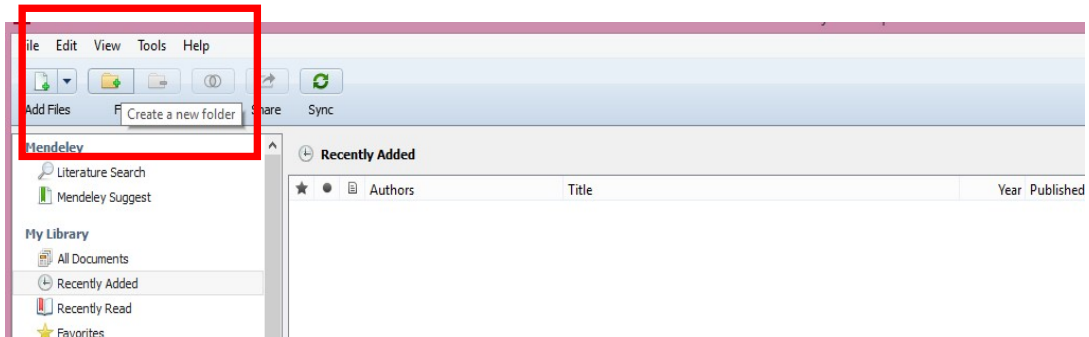 ile Edit View Tools Help
Add Files F Create a new folder are Sync
Mendeley
Literature Search
Mendeley Suggest
My Library
All Documents
Recently Added
Recently Read
Favorites
Recently Added
Authors Title Year Published